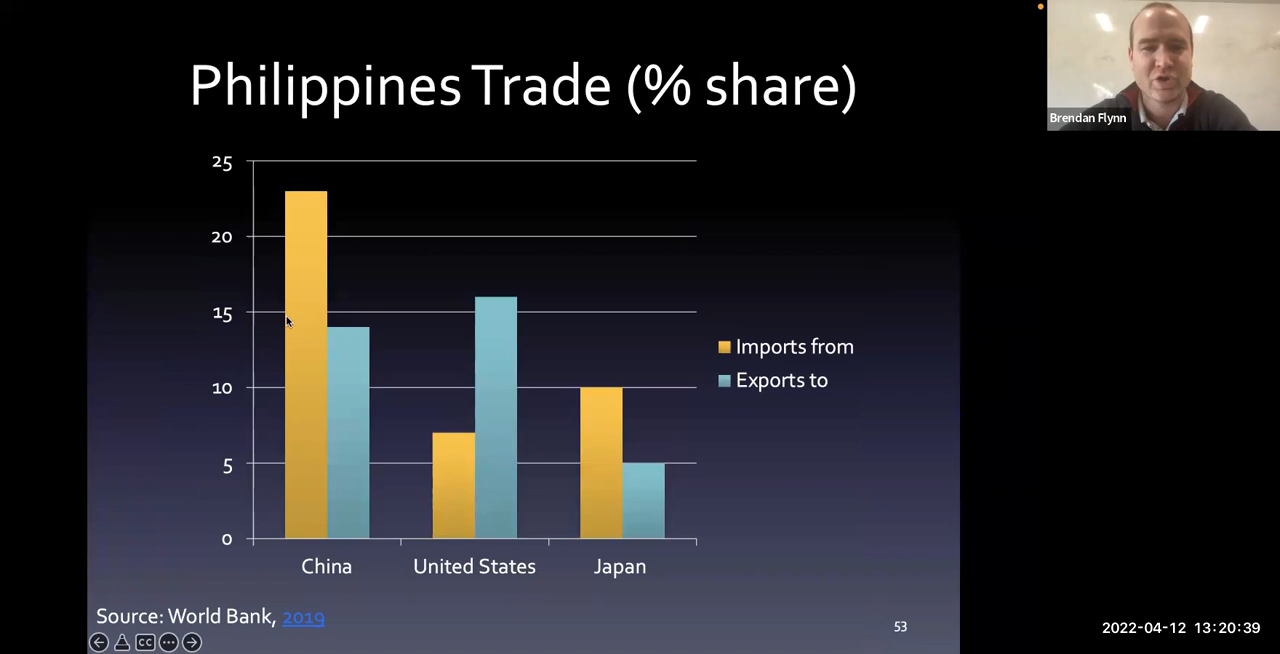 Philippines Trade (% share)
Brendan Flynn
25
20
15
10
5
0
Imports from
Exports to
China
United States
Japan
Source: World Bank, 2019
CC
53
2022-04-12 13:20:39